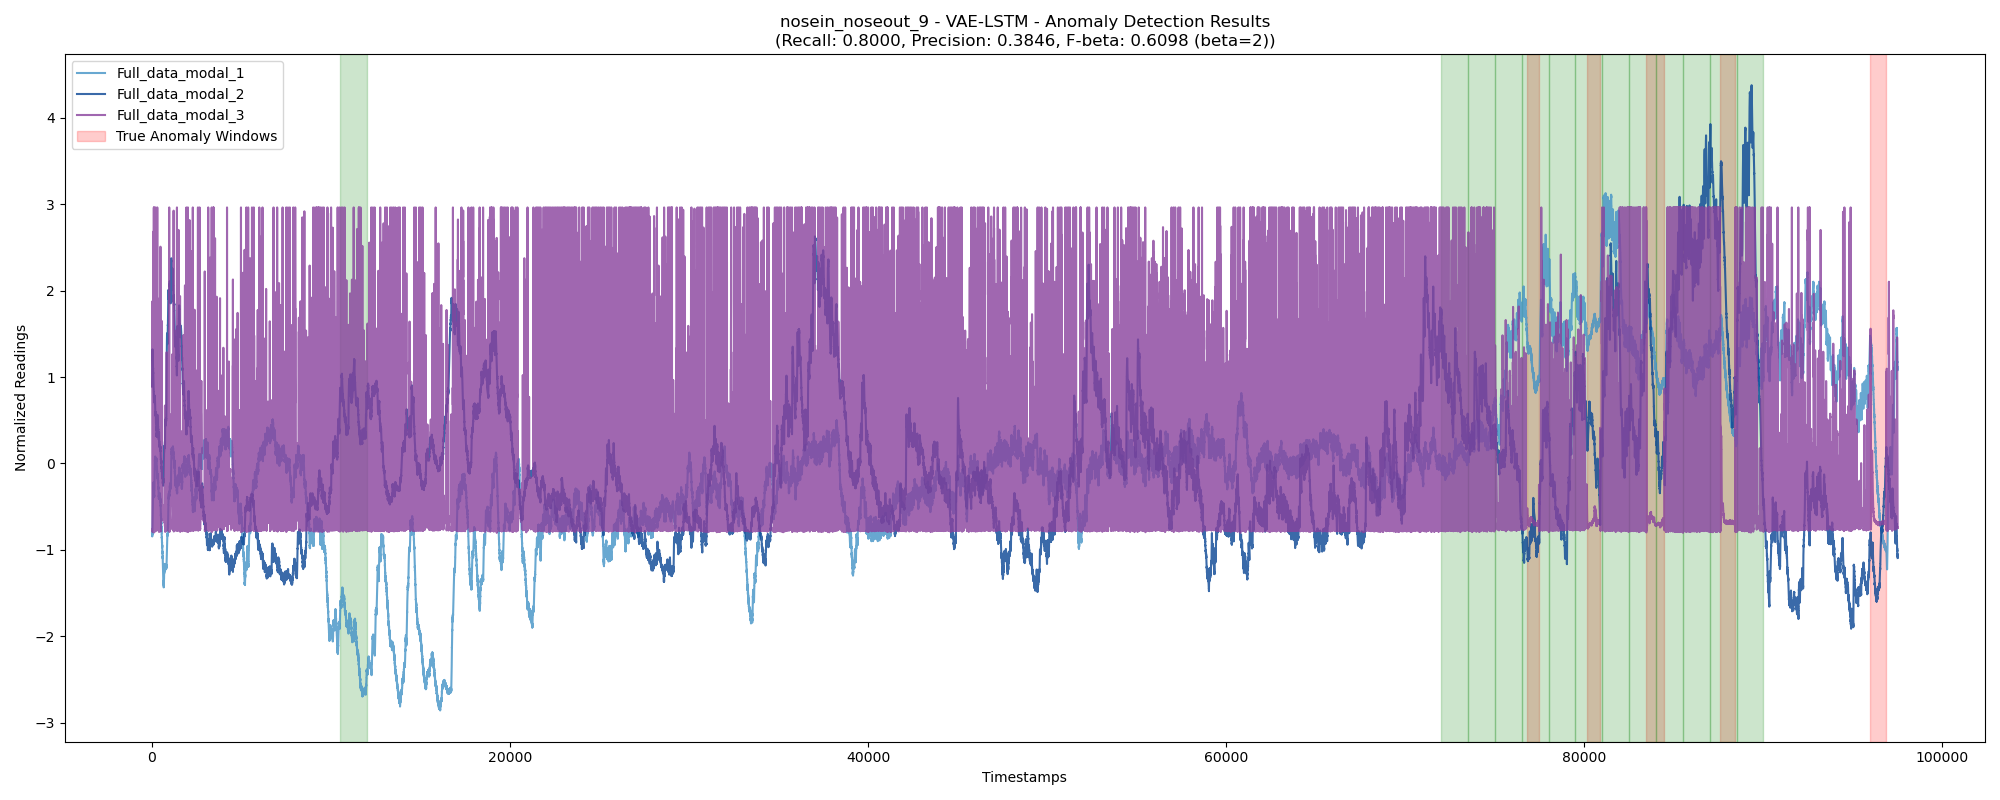 nosein_noseout_9 - VAE-LSTM - Anomaly Detection Results
(Recall: 0.8000, Precision: 0.3846, F-beta: 0.6098 (beta=2))
Full_data_modal_1
Full_data_modal_2
Full_data_modal_3
True Anomaly Windows
Normalized Readings
4
3
2
1
0
−1
−2
−3
0
20000
40000
60000
80000
100000
Timestamps